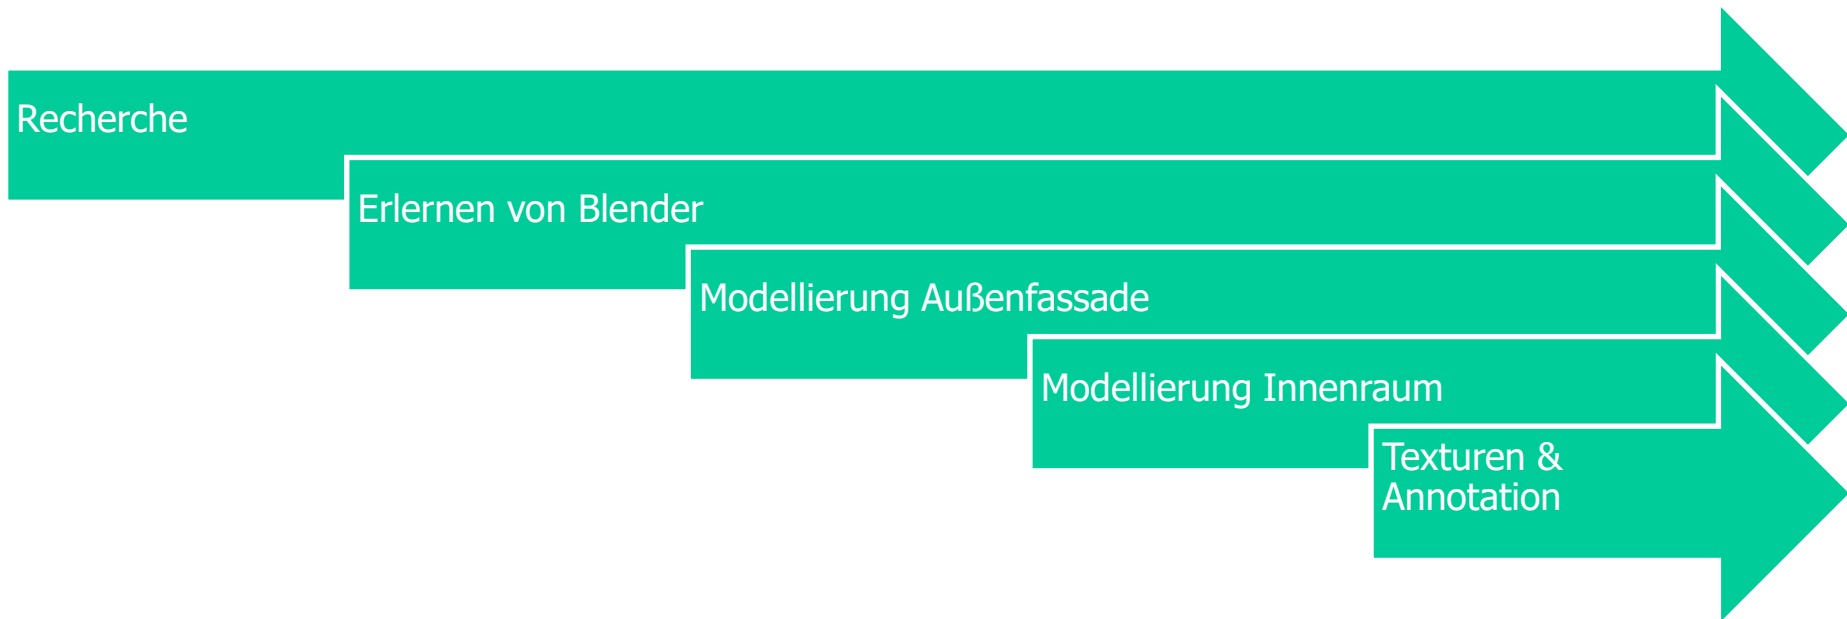 Recherche
Erlernen von Blender
Modellierung Außenfassade
Modellierung Innenraum
Texturen &
Annotation